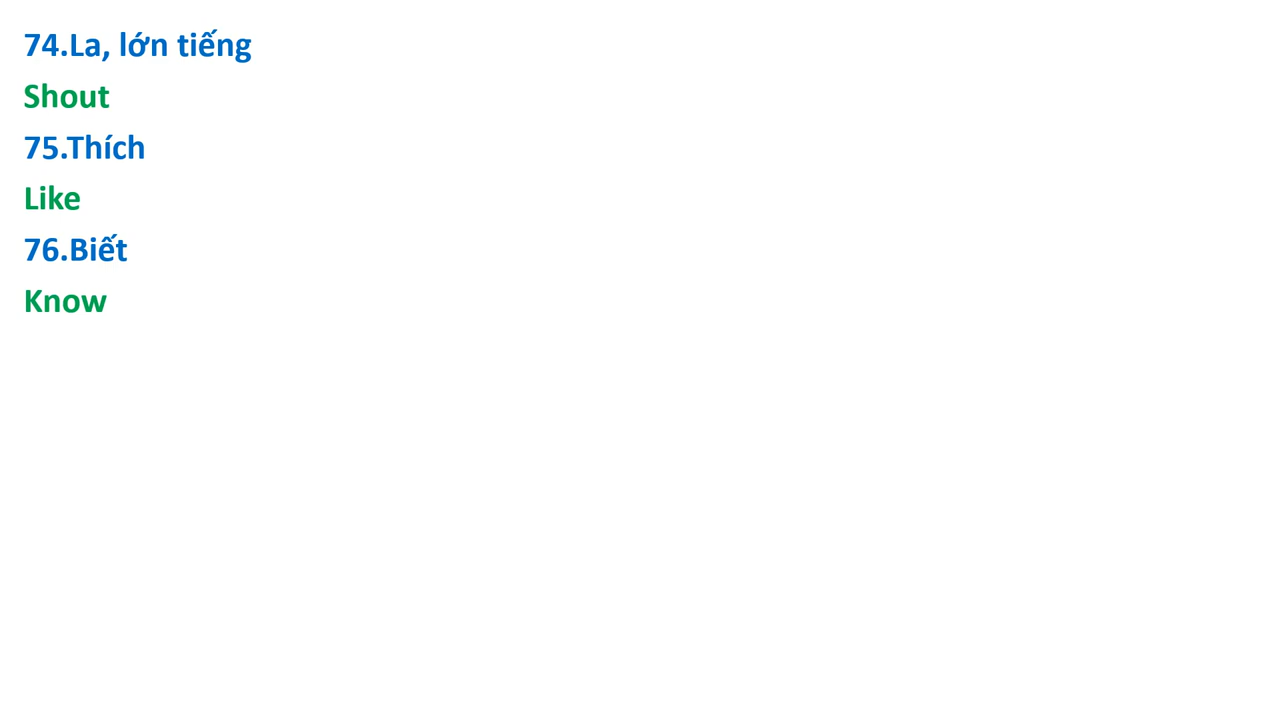 74.La, lớn tiếng
Shout
75.Thích
Like
76.Biết
Know